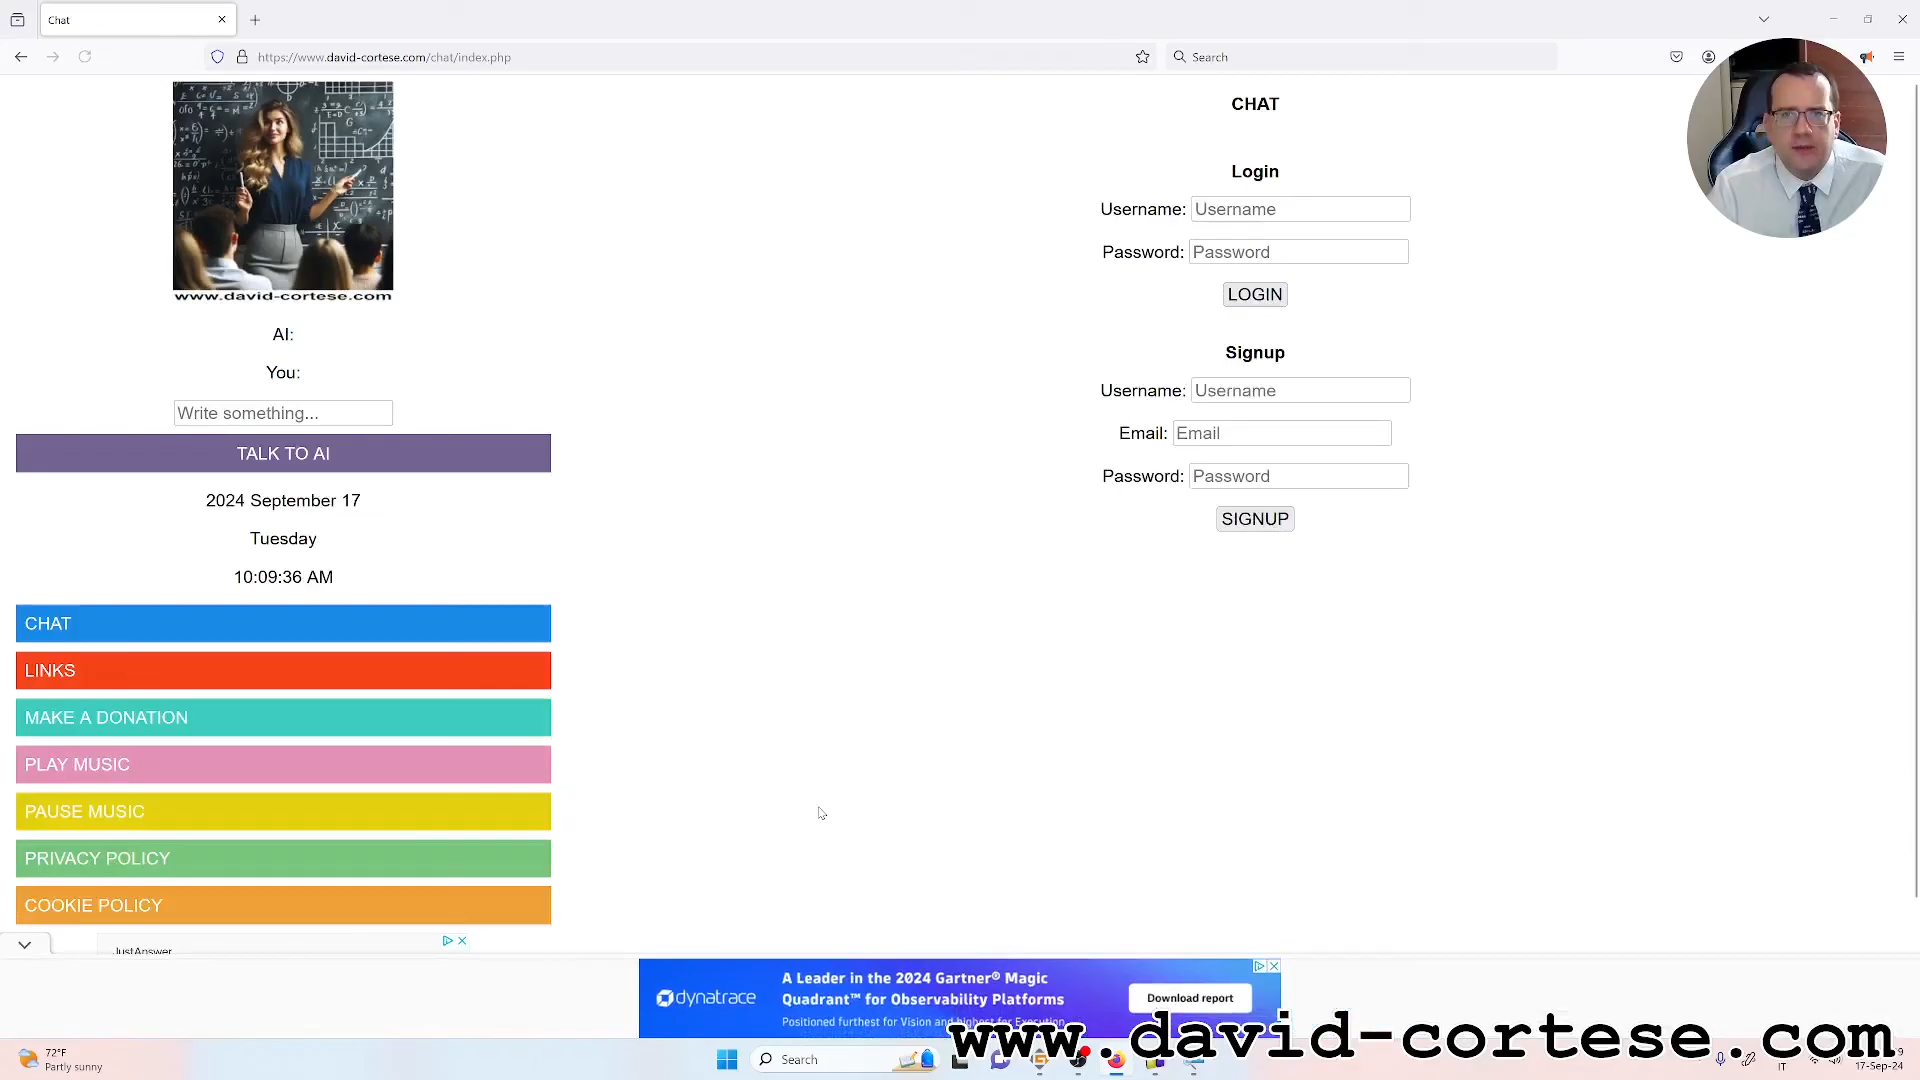 Chat
https://www.david-cortese.com/chat/index.php
Search
www.david-cortese.com
AI:
You:
Write something...
TALK TO AI
2024 September 17
Tuesday
10:09:36 AM
CHAT
LINKS
MAKE A DONATION
PLAY MUSIC
PAUSE MUSIC
PRIVACY POLICY
COOKIE POLICY
JustAnswer
CHAT
Login
Username: Username
Password: Password
LOGIN
Signup
Username: Username
Email: Email
Password: Password
SIGNUP
dynatrace
A Leader in the 2024 Gartner® Magic
Quadrant™ for Observability Platforms
Positioned furthest for Vision and highest for Execution
Download report
www.david-cortese.com
72°F
Partly sunny
Search
IT
17-Sep-24